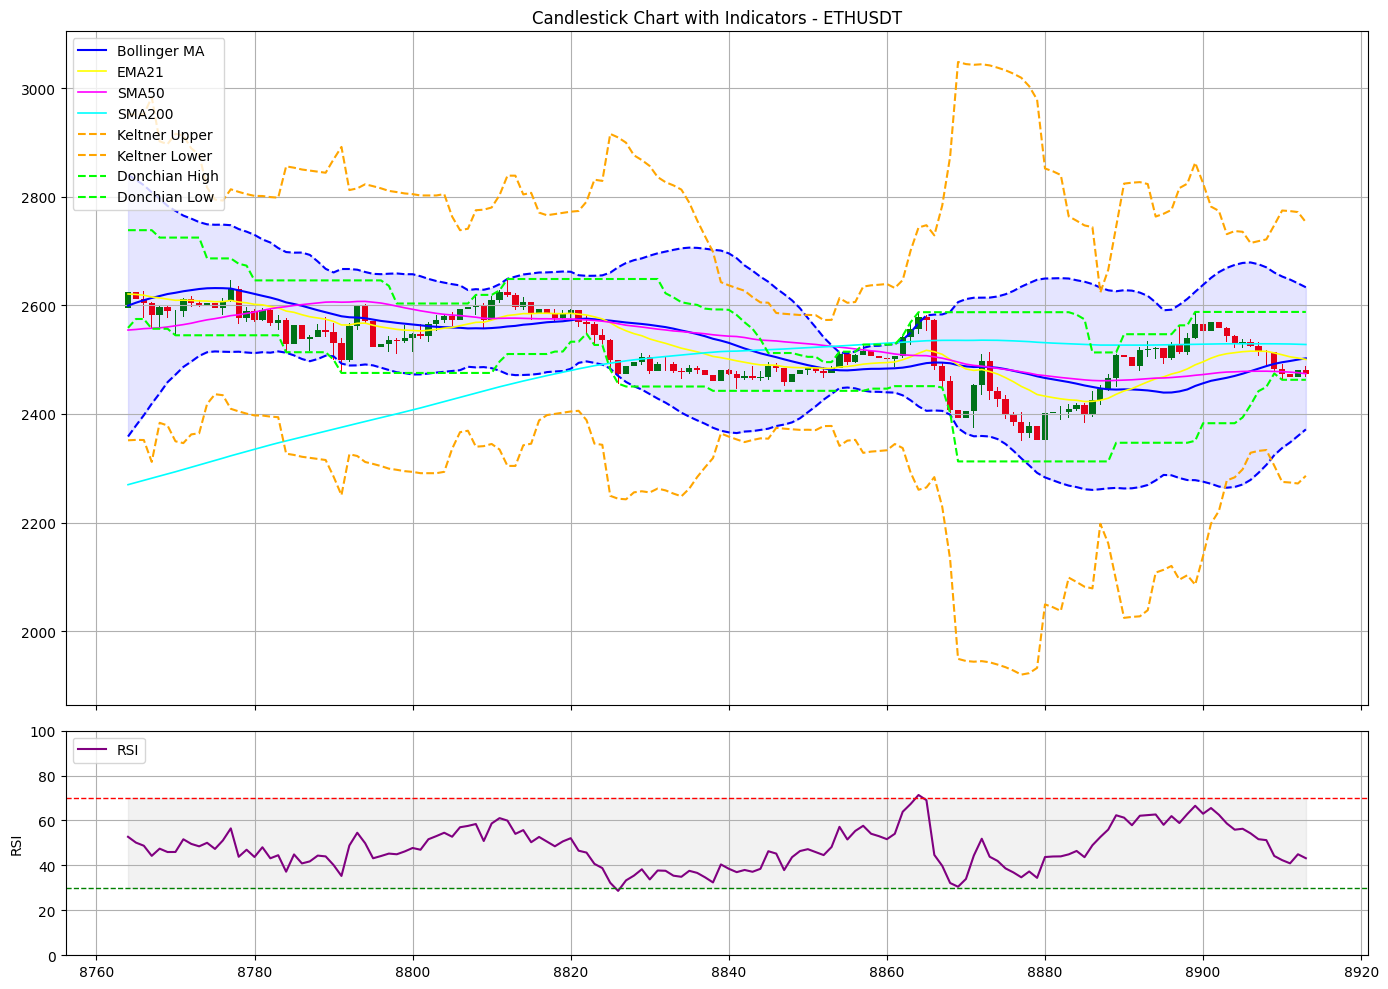 Candlestick Chart with Indicators - ETHUSDT
Bollinger MA
EMA21
SMA50
SMA200
Keltner Upper
Keltner Lower
Donchian High
Donchian Low
3000
2800
2600
2400
2200
2000
RSI
100
80
60
40
20
0
RSI
8760
8780
8800
8820
8840
8860
8880
8900
8920